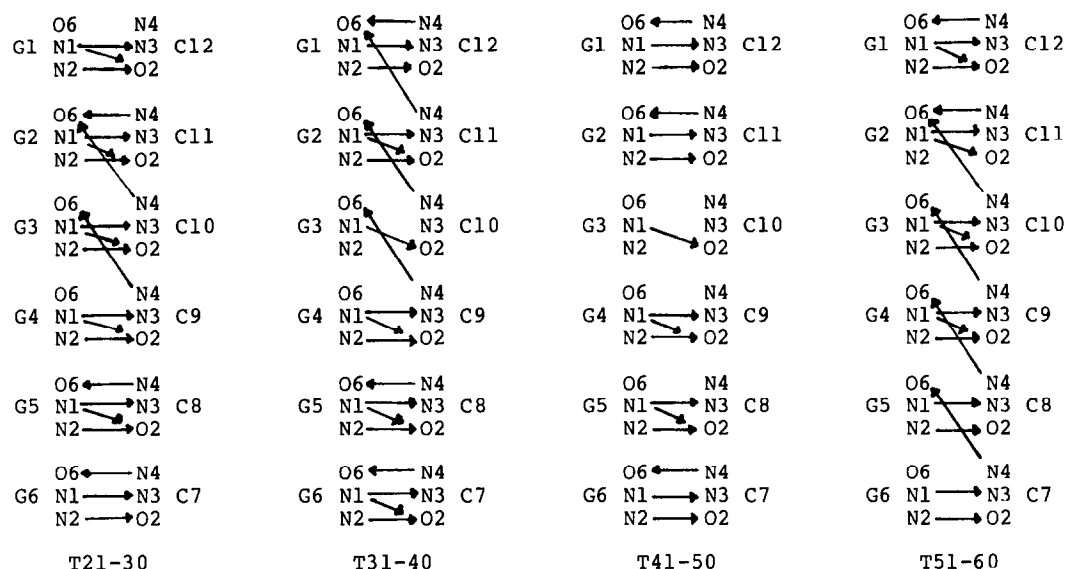 O6 N4 O6 N4 O6 N4 O6 N4
G1 N1 N3 C12 G1 N1 N3 C12 G1 N1 N3 C12 G1 N1 N3 C12
N2 O2 N2 O2 N2 O2 N2 O2
O6 N4 O6 N4 O6 N4 O6 N4
G2 N1 N3 C11 G2 N1 N3 C11 G2 N1 N3 C11 G2 N1 N3 C11
N2 O2 N2 O2 N2 O2 N2 O2
O6 N4 O6 N4 O6 N4 O6 N4
G3 N1 N3 C10 G3 N1 N3 C10 G3 N1 N3 C10 G3 N1 N3 C10
N2 O2 N2 O2 N2 O2 N2 O2
O6 N4 O6 N4 O6 N4 O6 N4
G4 N1 N3 C9 G4 N1 N3 C9 G4 N1 N3 C9 G4 N1 N3 C9
N2 O2 N2 O2 N2 O2 N2 O2
O6 N4 O6 N4 O6 N4 O6 N4
G5 N1 N3 C8 G5 N1 N3 C8 G5 N1 N3 C8 G5 N1 N3 C8
N2 O2 N2 O2 N2 O2 N2 O2
O6 N4 O6 N4 O6 N4 O6 N4
G6 N1 N3 C7 G6 N1 N3 C7 G6 N1 N3 C7 G6 N1 N3 C7
N2 O2 N2 O2 N2 O2 N2 O2
T21-30 T31-40 T41-50 T51-60